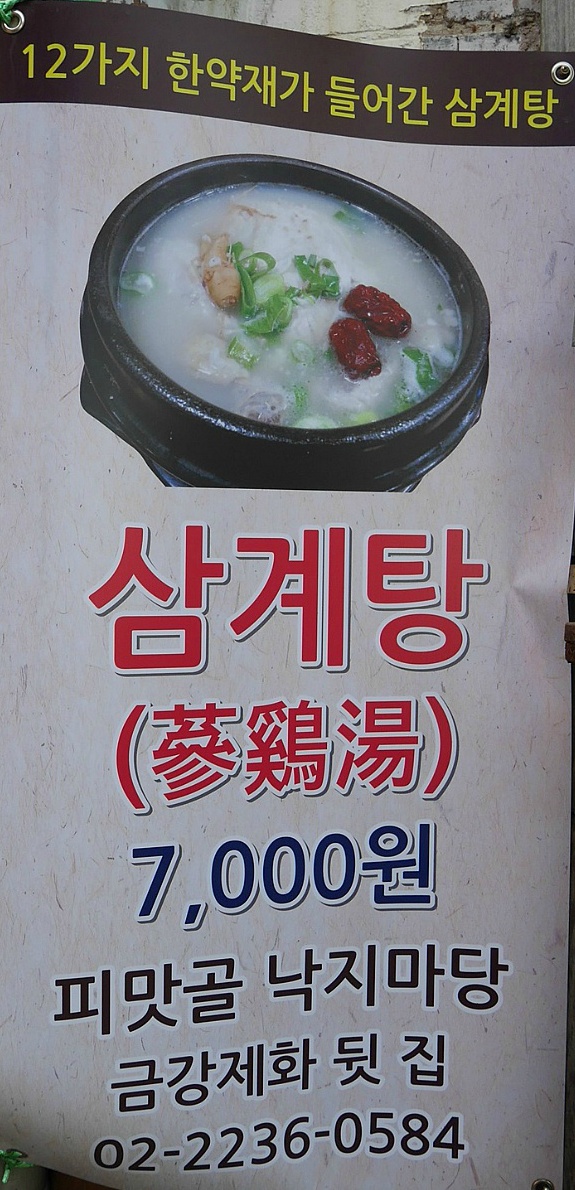 12가지 한약재가 들어간 삼계탕
삼계탕
(蔘鷄湯)
7,000원
피맛골 낙지마당
금강제화 뒷 집
02-2236-0584